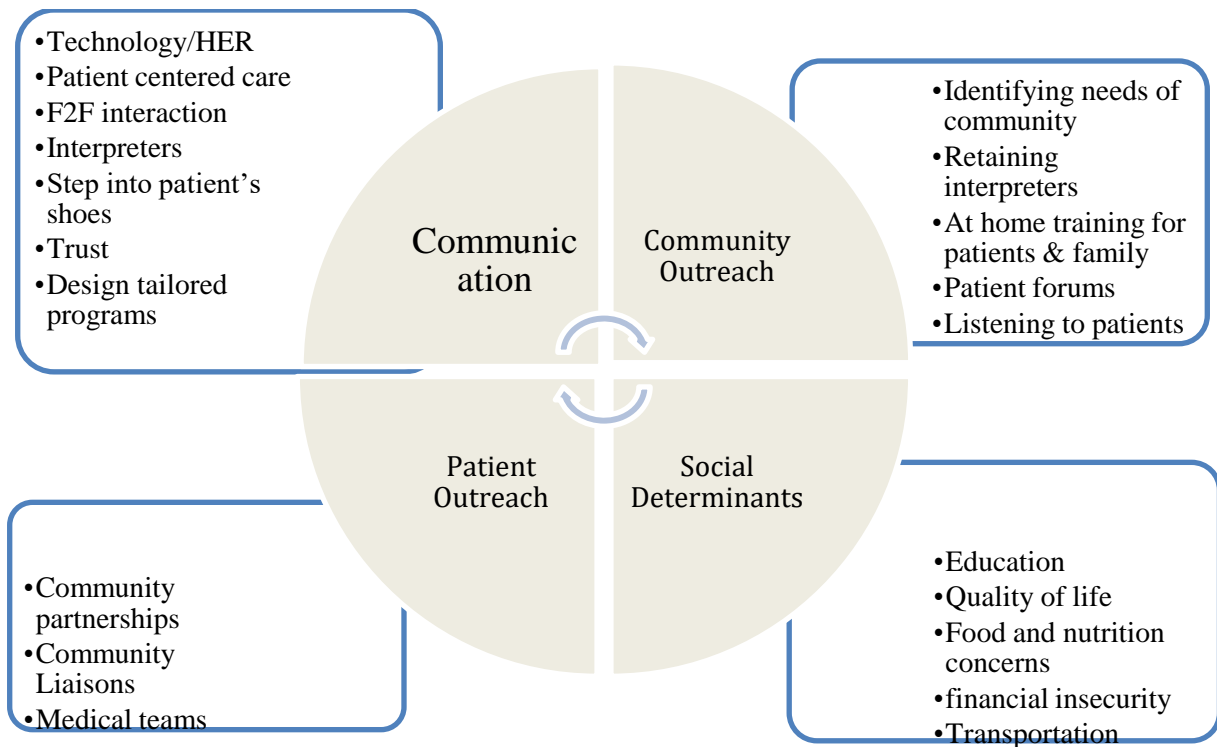 •Technology/HER
•Patient centered care
•F2F interaction
•Interpreters
•Step into patient’s
shoes
•Trust
•Design tailored
programs
Communic
ation
Community
Outreach
•Identifying needs of
community
•Retaining
interpreters
•At home training for
patients & family
•Patient forums
•Listening to patients
Patient
Outreach
Social
Determinants
•Community
partnerships
•Community
Liaisons
•Medical teams
•Education
•Quality of life
•Food and nutrition
concerns
•financial insecurity
•Transportation